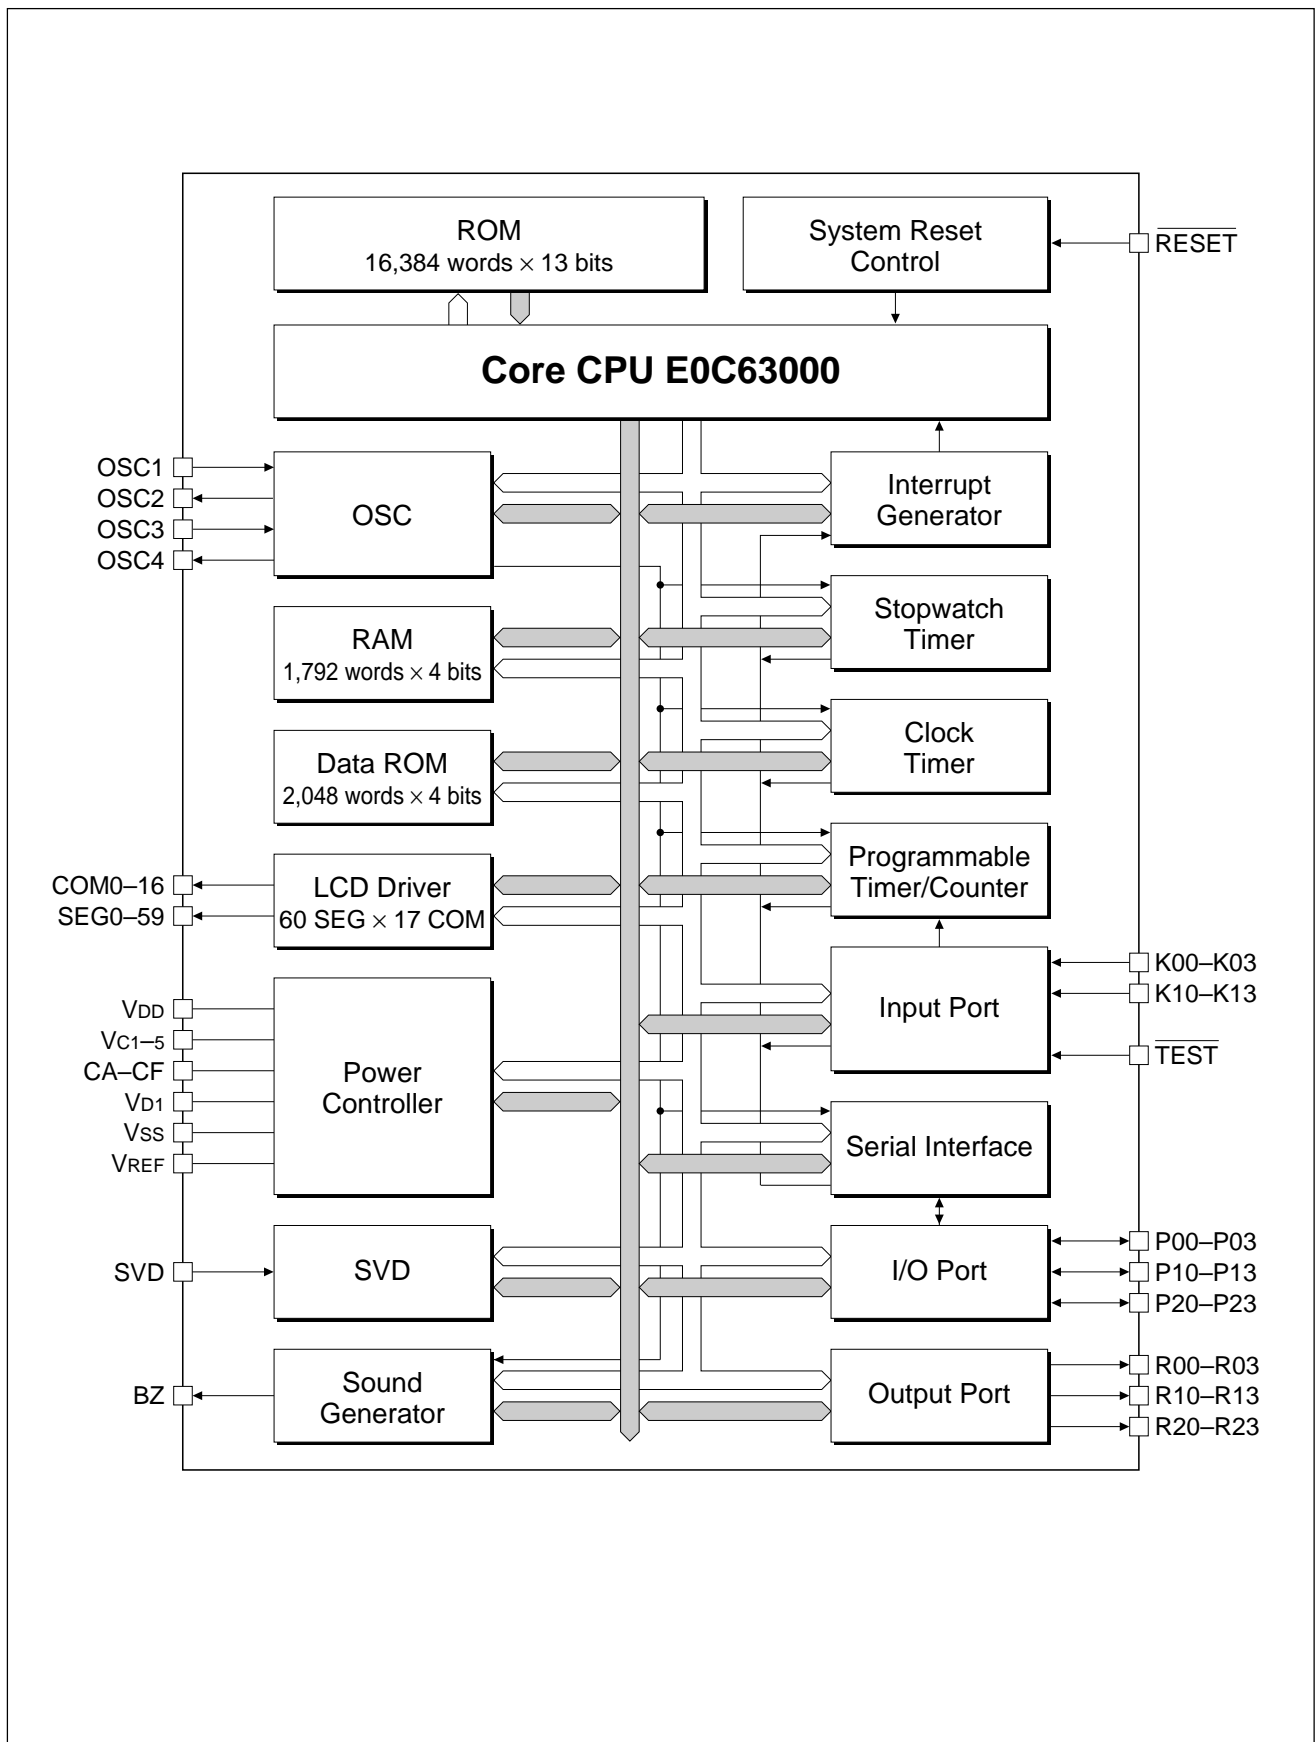 ROM
16,384 words × 13 bits
System Reset
Control
RESET
Core CPU E0C63000
OSC1
OSC2
OSC3
OSC4
OSC
Interrupt
Generator
RAM
1,792 words × 4 bits
Stopwatch
Timer
Data ROM
2,048 words × 4 bits
Clock
Timer
COM0–16
SEG0–59
LCD Driver
60 SEG × 17 COM
Programmable
Timer/Counter
VDD
VC1–5
CA–CF
VD1
VSS
VREF
Power
Controller
Input Port
K00–K03
K10–K13
TEST
Serial Interface
SVD
SVD
I/O Port
P00–P03
P10–P13
P20–P23
BZ
Sound
Generator
Output Port
R00–R03
R10–R13
R20–R23